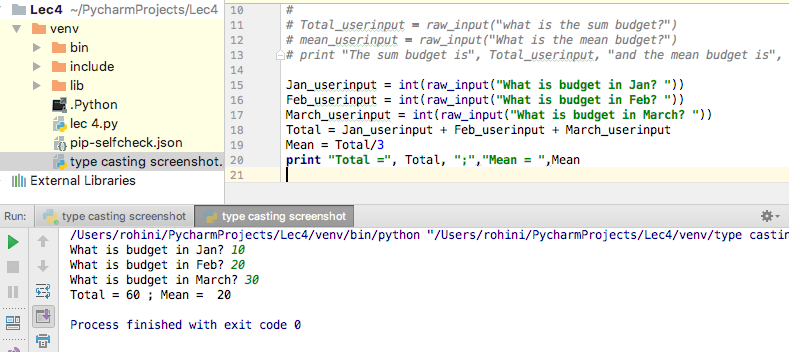 Lec4 ~/PycharmProjects/Lec4
venv
bin
include
lib
.Python
lec 4.py
pip-selfcheck.json
type casting screenshot.
External Libraries
10 #
11 # Total_userinput = raw_input("what is the sum budget?")
12 # mean_userinput = raw_input("What is the mean budget?")
13 # print "The sum budget is", Total_userinput, "and the mean budget is",
14
15 Jan_userinput = int(raw_input("What is budget in Jan? "))
16 Feb_userinput = int(raw_input("What is budget in Feb? "))
17 March_userinput = int(raw_input("What is budget in March? "))
18 Total = Jan_userinput + Feb_userinput + March_userinput
19 Mean = Total/3
20 print "Total =", Total, ";","Mean = ",Mean
21
Run: type casting screenshot type casting screenshot
/Users/rohini/PycharmProjects/Lec4/venv/bin/python "/Users/rohini/PycharmProjects/Lec4/venv/type castin
What is budget in Jan? 10
What is budget in Feb? 20
What is budget in March? 30
Total = 60 ; Mean =  20
Process finished with exit code 0